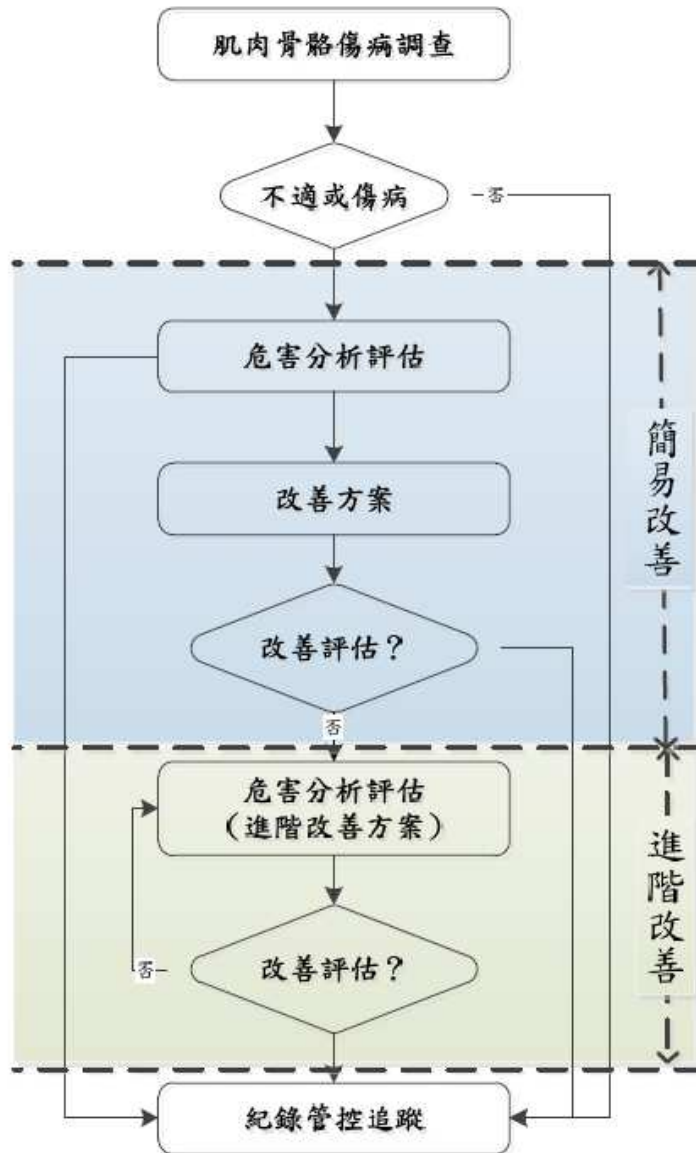 肌肉骨骼傷病調查
不適或傷病
否
危害分析評估
改善方案
簡易改善
改善評估？
否
危害分析評估
（進階改善方案）
進階改善
改善評估？
否
紀錄管控追蹤